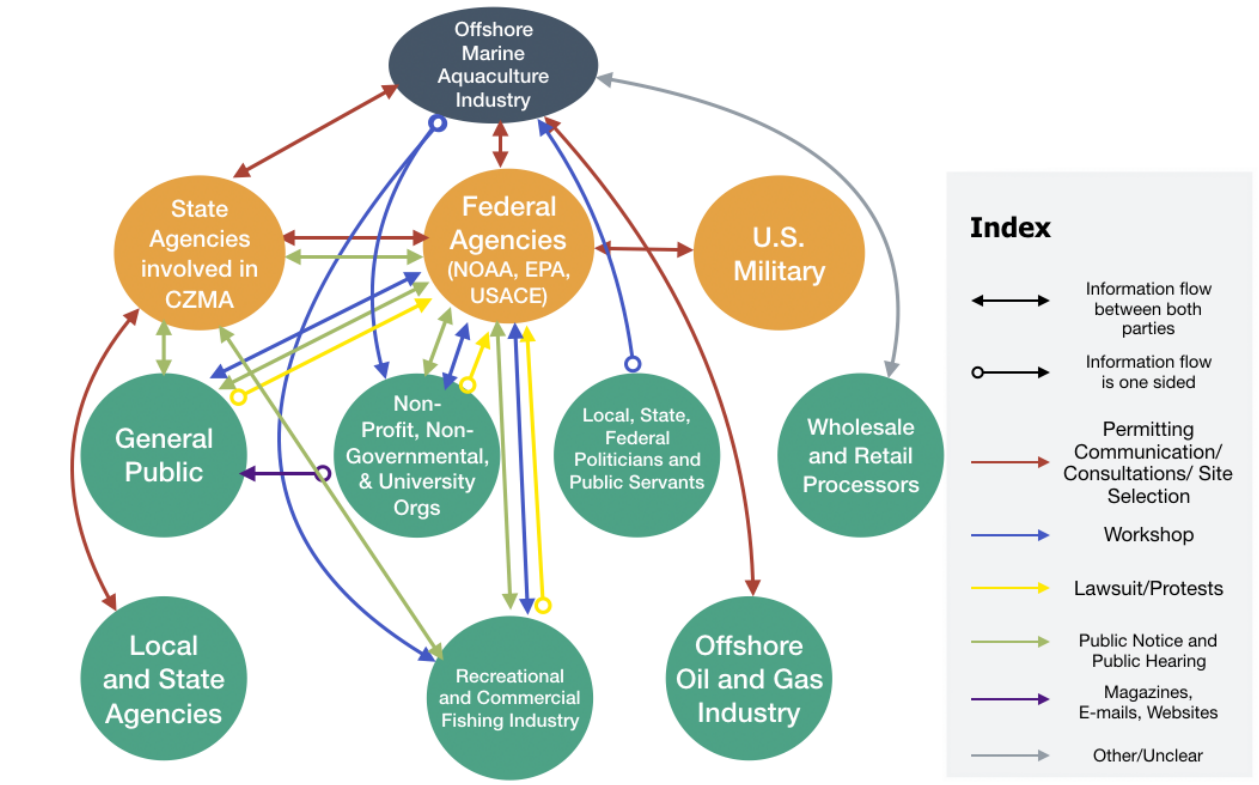 Offshore
Marine
Aquaculture
Industry
State
Agencies
involved in
CZMA
Federal
Agencies
(NOAA, EPA,
USACE)
U.S.
Military
General
Public
Non-
Profit, Non-
Governmental,
& University
Orgs
Local, State,
Federal
Politicians and
Public Servants
Wholesale
and Retail
Processors
Local
and State
Agencies
Recreational
and Commercial
Fishing Industry
Offshore
Oil and Gas
Industry
Index
Information flow
between both
parties
Information flow
is one sided
Permitting
Communication/
Consultations/ Site
Selection
Workshop
Lawsuit/Protests
Public Notice and
Public Hearing
Magazines,
E-mails, Websites
Other/Unclear